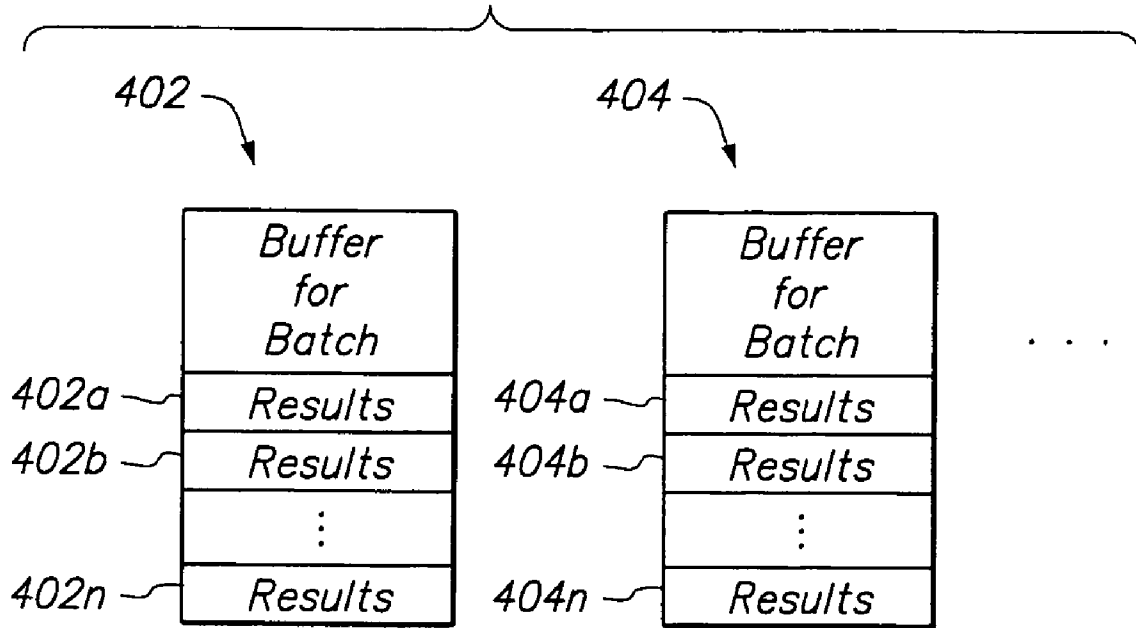 402
404
Buffer
for
Batch
Buffer
for
Batch
. . .
402a
Results
404a
Results
402b
Results
404b
Results
⋮
⋮
402n
Results
404n
Results